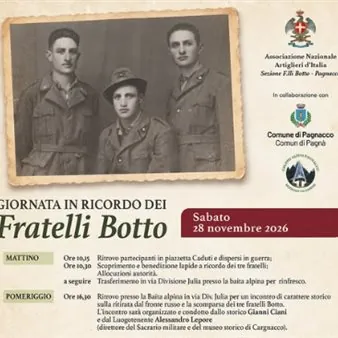 Associazione Nazionale
Artiglieri d'Italia
Sezione F.lli Botto - Pagnacco
In collaborazione con
Comune di Pagnacco
Comun di Pagnà
GIORNATA IN RICORDO DEI
Fratelli Botto
Sabato
28 novembre 2026
MATTINO
Ore 10,15 Ritrovo partecipanti in piazzetta Caduti e dispersi in guerra;
Ore 10,30 Scoprimento e benedizione lapide a ricordo dei tre fratelli;
Allocuzioni autorità.
a seguire Trasferimento in via Divisione Julia presso la baita alpina per rinfresco.
POMERIGGIO
Ore 16,30 Ritrovo presso la Baita alpina in via Div. Julia per un incontro di carattere storico
sulla ritirata dal fronte russo e la scomparsa dei tre fratelli Botto.
L'incontro sarà organizzato e condotto dallo storico Gianni Ciani
e dal Luogotenente Alessandro Lepore
(direttore del Sacrario militare e del museo storico di Cargnacco).